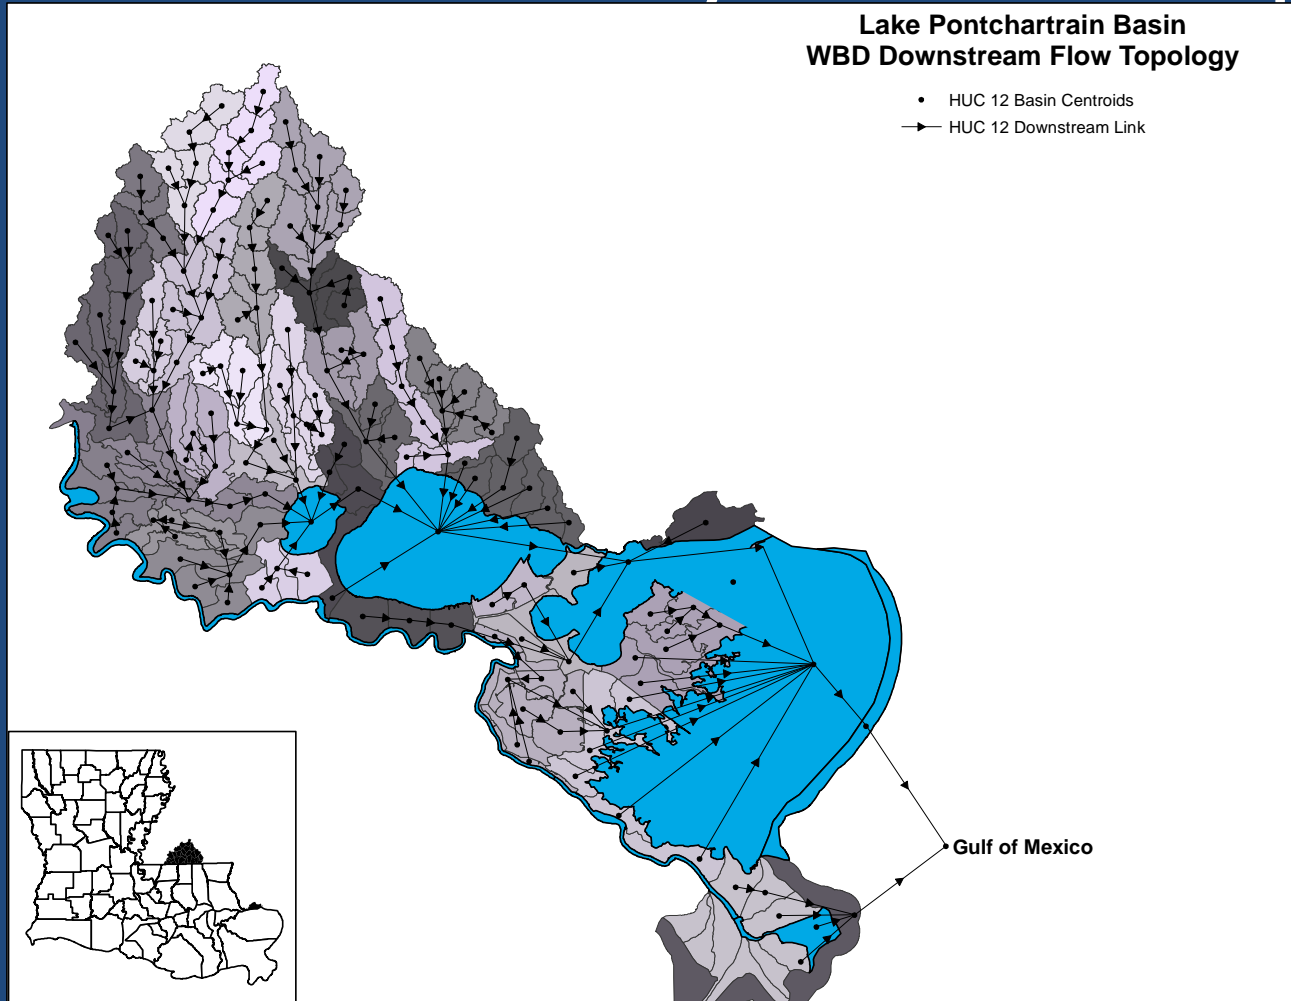 Lake Pontchartrain Basin
WBD Downstream Flow Topology
HUC 12 Basin Centroids
HUC 12 Downstream Link
Gulf of Mexico